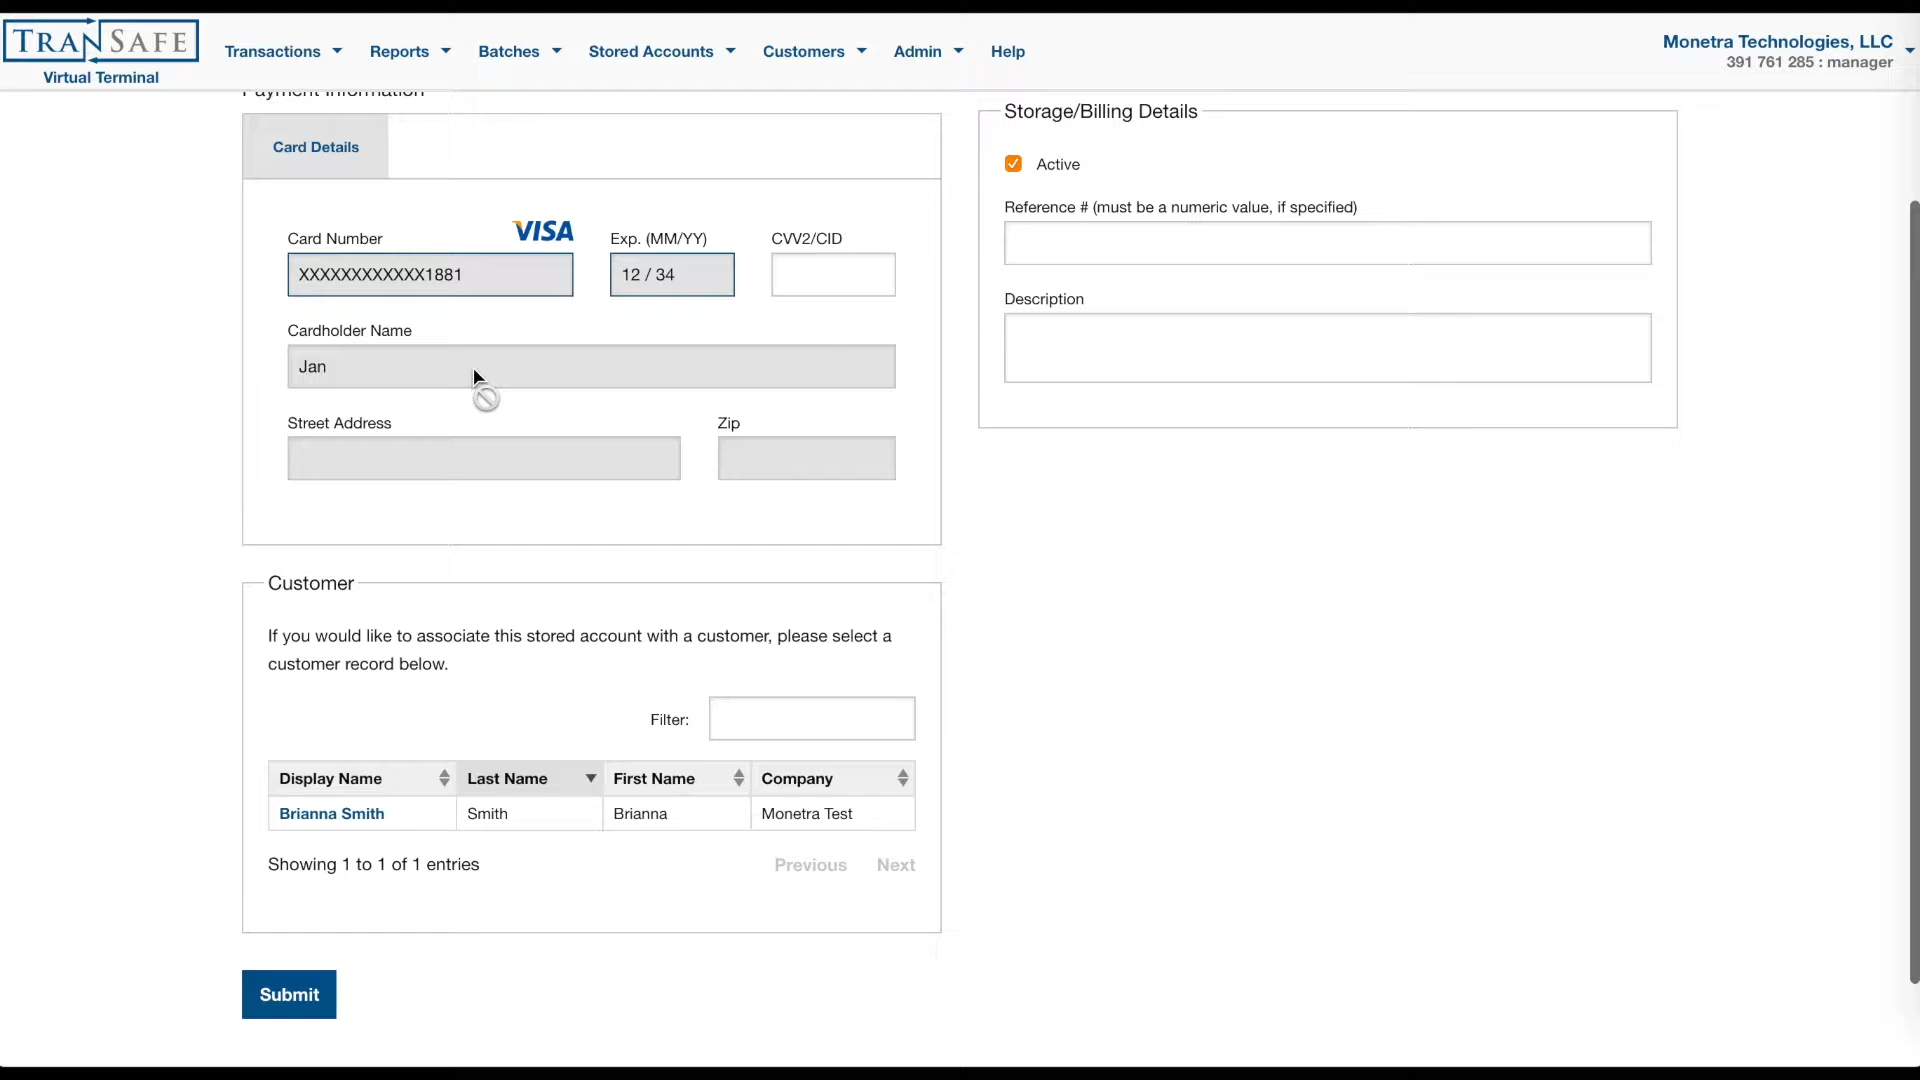 TRANSAFE
Virtual Terminal
Transactions
Reports
Batches
Stored Accounts
Customers
Admin
Help
Monetra Technologies, LLC
391 761 285 : manager
Payment Information
Card Details
Card Number
VISA
Exp. (MM/YY)
CVV2/CID
XXXXXXXXXXXX1881
12 / 34
Cardholder Name
Jan
Street Address
Zip
Storage/Billing Details
Active
Reference # (must be a numeric value, if specified)
Description
Customer
If you would like to associate this stored account with a customer, please select a
customer record below.
Filter:
Display Name Last Name First Name Company
Brianna Smith Smith Brianna Monetra Test
Showing 1 to 1 of 1 entries
Previous Next
Submit